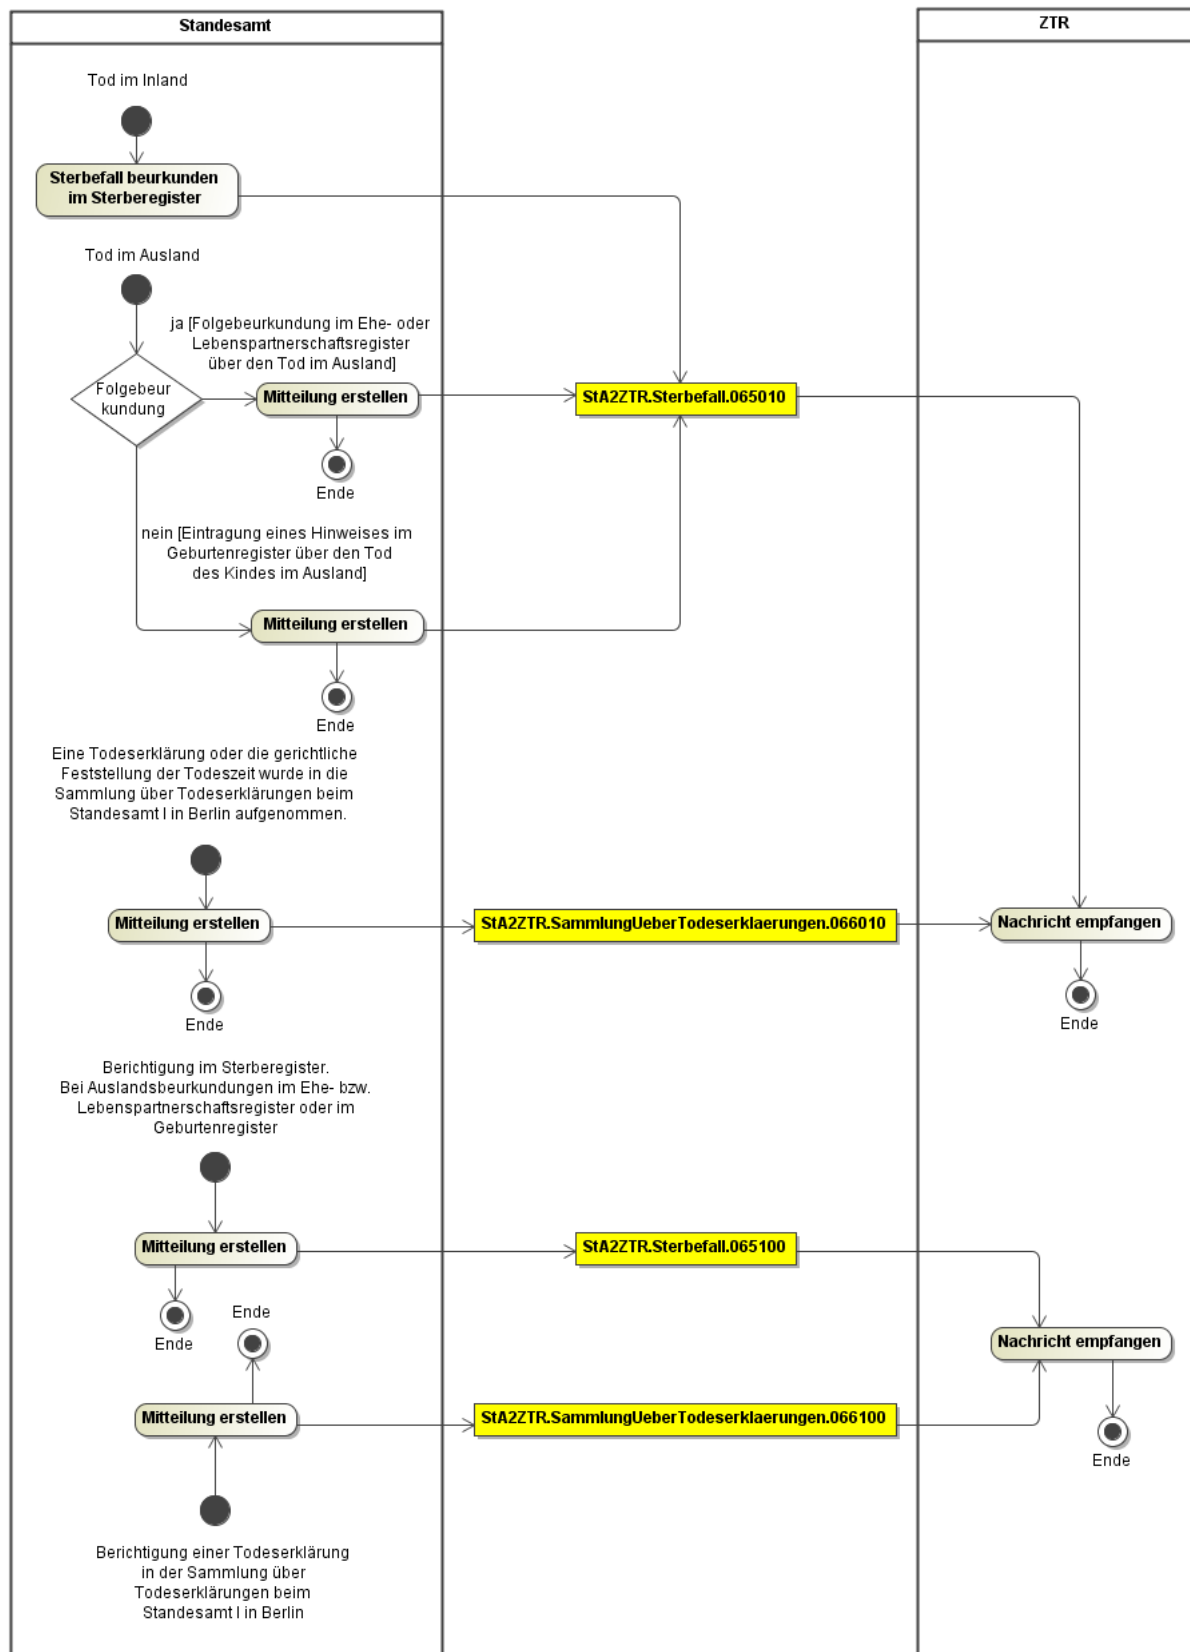 Standesamt
ZTR
Tod im Inland
Sterbefall beurkunden
im Sterberegister
Tod im Ausland
ja [Folgebeurkundung im Ehe- oder
Lebenspartnerschaftsregister
über den Tod im Ausland]
Folgebeur
kundung
Mitteilung erstellen
StA2ZTR.Sterbefall.065010
Ende
nein [Eintragung eines Hinweises im
Geburtenregister über den Tod
des Kindes im Ausland]
Mitteilung erstellen
Ende
Eine Todeserklärung oder die gerichtliche
Feststellung der Todeszeit wurde in die
Sammlung über Todeserklärungen beim
Standesamt I in Berlin aufgenommen.
Mitteilung erstellen
StA2ZTR.SammlungUeberTodeserklaerungen.066010
Nachricht empfangen
Ende
Ende
Berichtigung im Sterberegister.
Bei Auslandsbeurkundungen im Ehe- bzw.
Lebenspartnerschaftsregister oder im
Geburtenregister
Mitteilung erstellen
StA2ZTR.Sterbefall.065100
Ende
Ende
Nachricht empfangen
Mitteilung erstellen
StA2ZTR.SammlungUeberTodeserklaerungen.066100
Ende
Berichtigung einer Todeserklärung
in der Sammlung über
Todeserklärungen beim
Standesamt I in Berlin